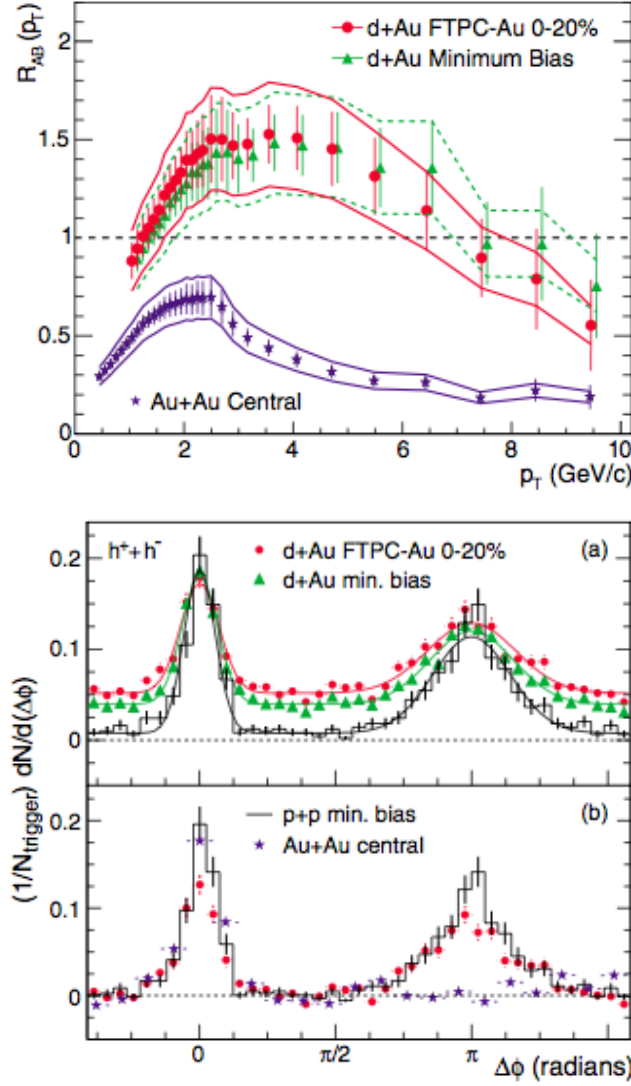 R_AB(p_T)
d+Au FTPC-Au 0-20%
d+Au Minimum Bias
2
1.5
1
0.5
0
Au+Au Central
0 2 4 6 8 10
p_T (GeV/c)
(1/N_trigger) dN/d(Δϕ)
h⁺+h⁻
d+Au FTPC-Au 0-20%
(a)
d+Au min. bias
0.2
0.1
0
p+p min. bias
(b)
Au+Au central
0.2
0.1
0
0 π/2 π
Δϕ (radians)